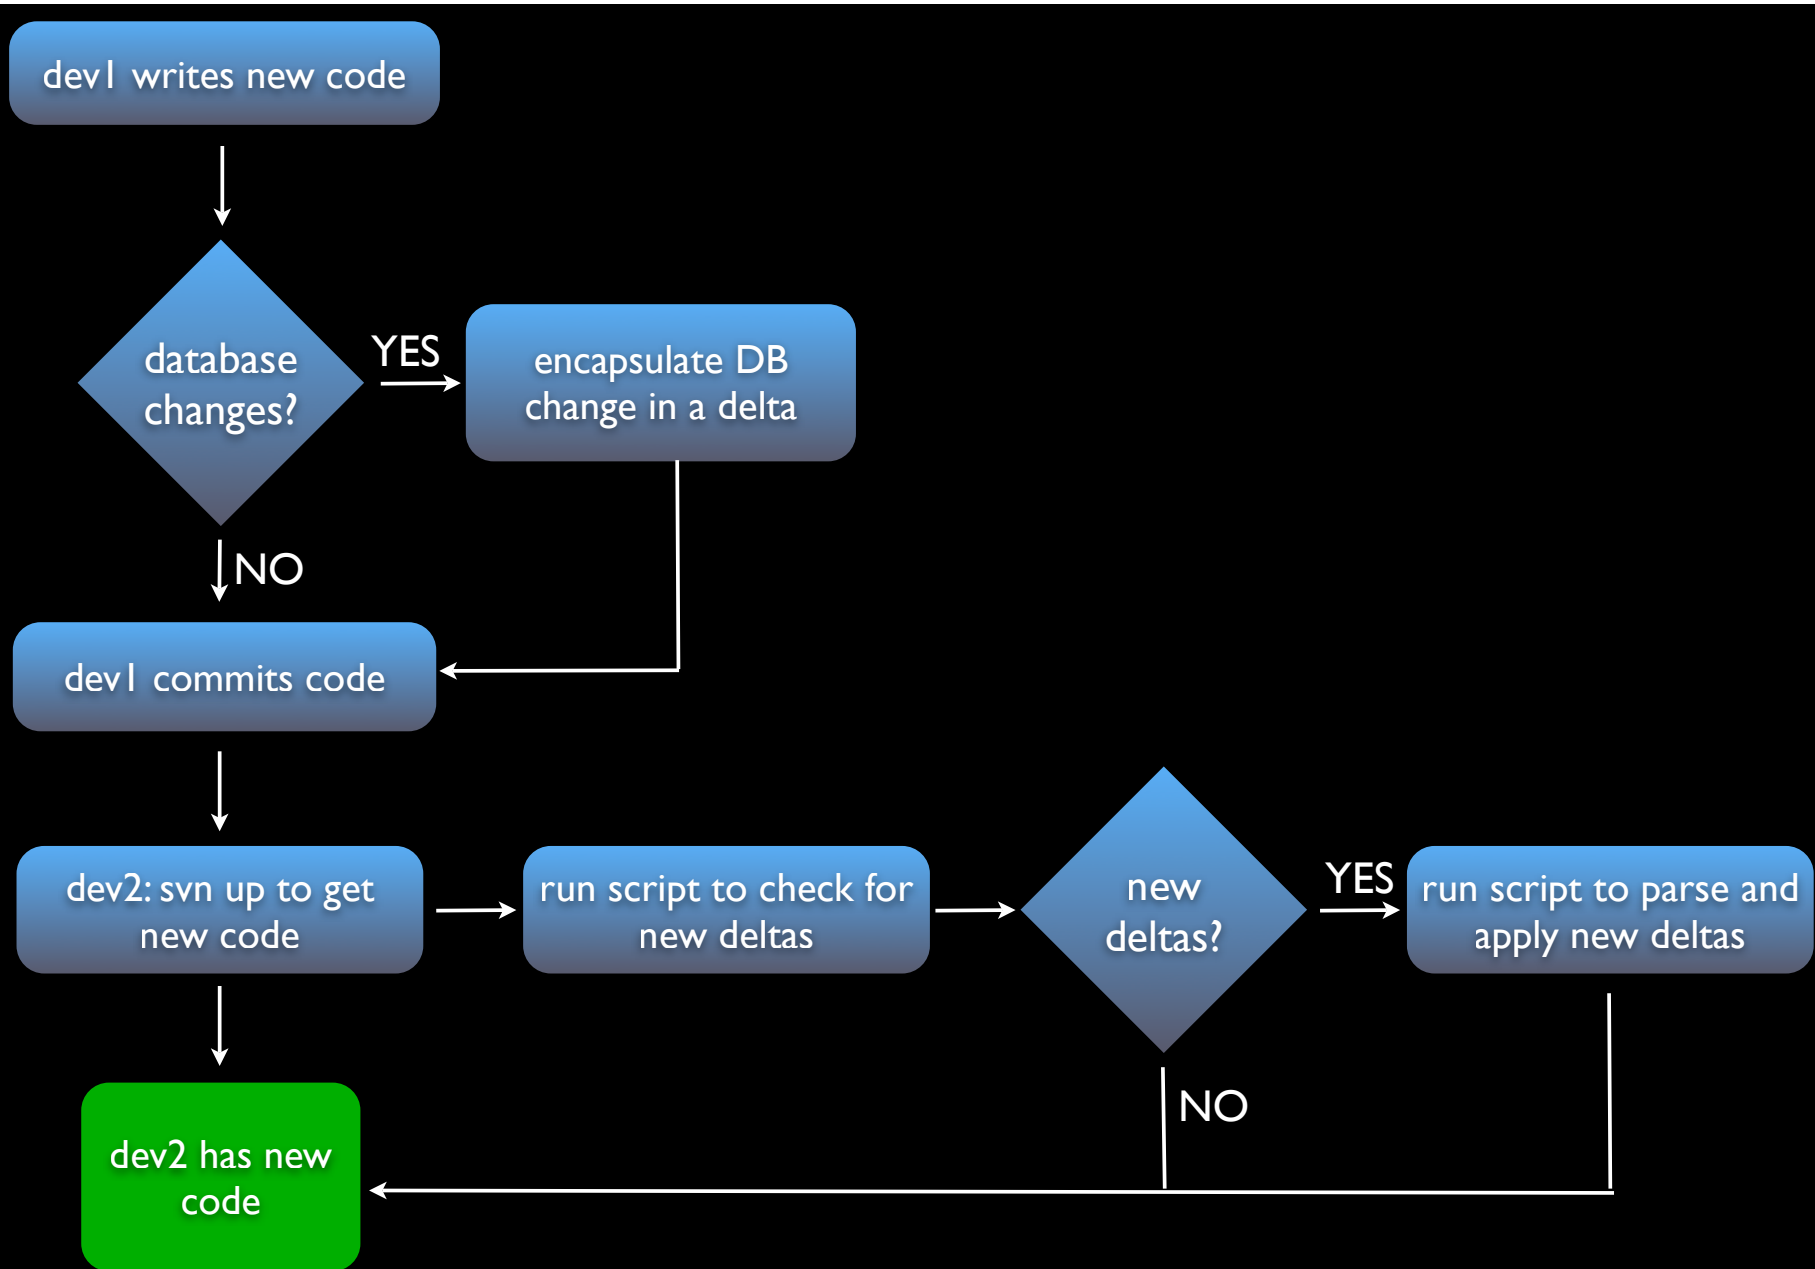 dev1 writes new code
database
changes?
YES
encapsulate DB
change in a delta
NO
dev1 commits code
dev2: svn up to get
new code
run script to check for
new deltas
new
deltas?
YES
run script to parse and
apply new deltas
NO
dev2 has new
code